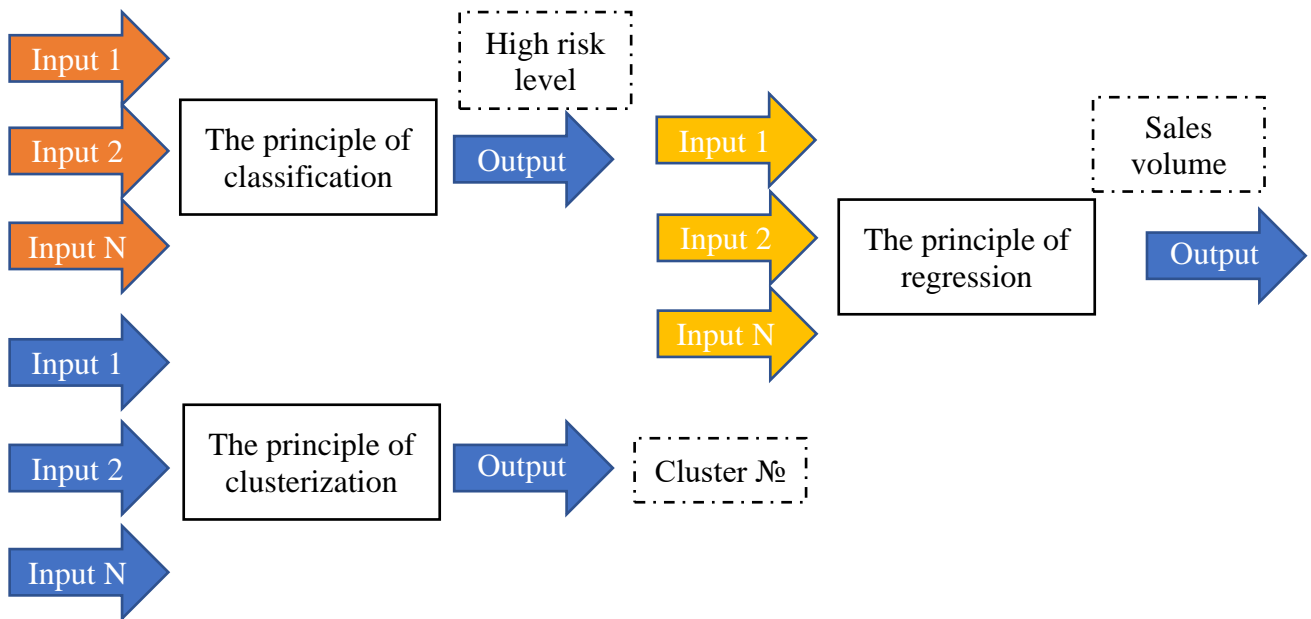 Input 1
Input 2
Input N
The principle of
classification
High risk
level
Output
Input 1
Input 2
Input N
The principle of
regression
Sales
volume
Output
Input 1
Input 2
Input N
The principle of
clusterization
Output
Cluster №